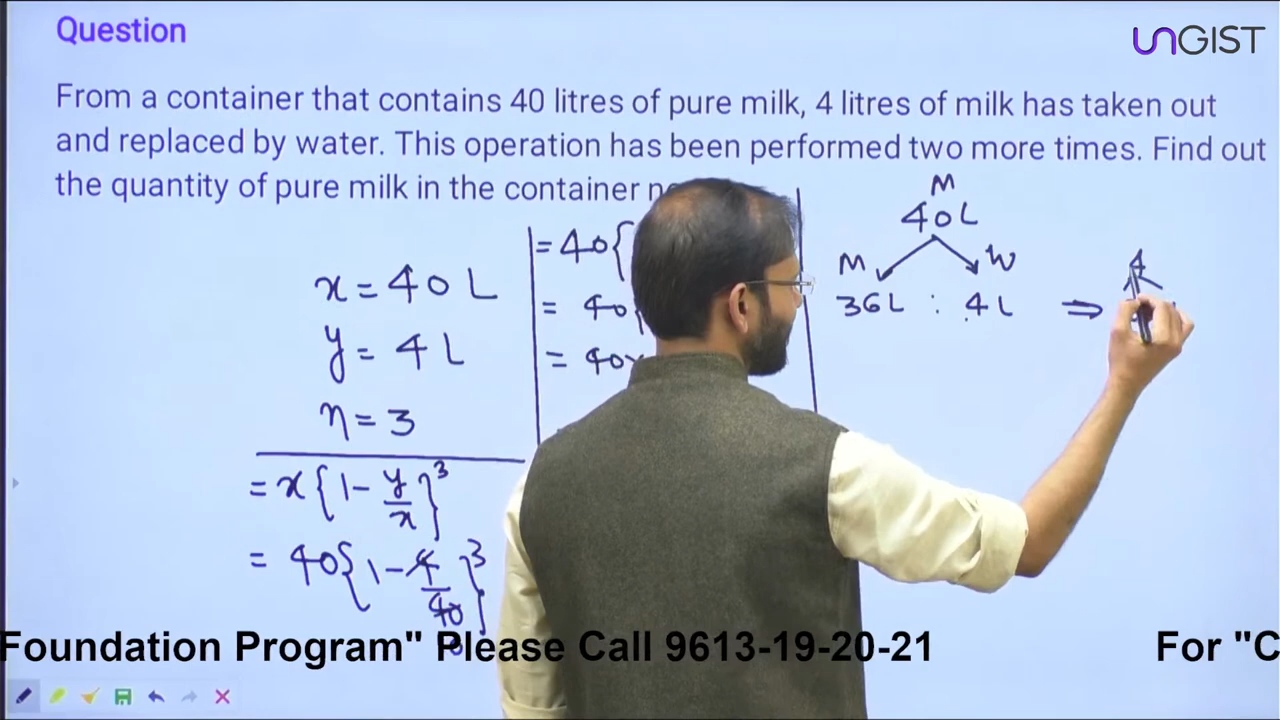 Question
UNGIST
From a container that contains 40 litres of pure milk, 4 litres of milk has taken out
and replaced by water. This operation has been performed two more times. Find out
the quantity of pure milk in the container
x = 40 L
y = 4 L
n = 3
= x{1 - y/x}³
= 40{1 - 4/40}³
= 40{
= 40
= 40x
M
40L
M W
36L : 4L ⇒ 4
Foundation Program" Please Call 9613-19-20-21 For "C